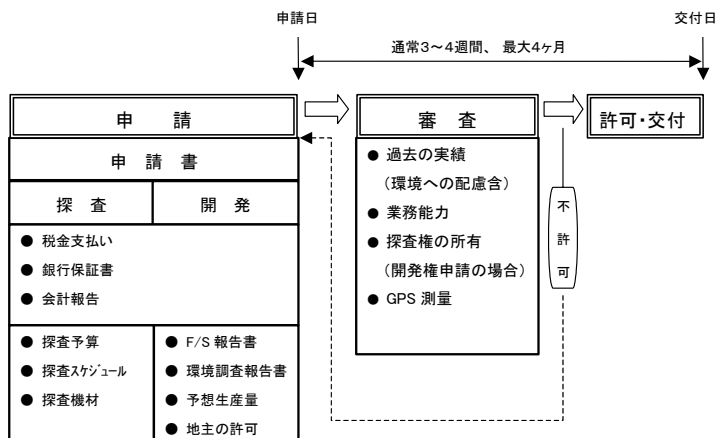 申請日
交付日
通常3～4週間、 最大4ヶ月
申 請
審 査
許可・交付
申 請 書
探 査
開 発
● 税金支払い
● 銀行保証書
● 会計報告
● 探査予算
● 探査スケジュール
● 探査機材
● F/S 報告書
● 環境調査報告書
● 予想生産量
● 地主の許可
● 過去の実績
（環境への配慮含）
● 業務能力
● 探査権の所有
（開発権申請の場合）
● GPS 測量
不許可